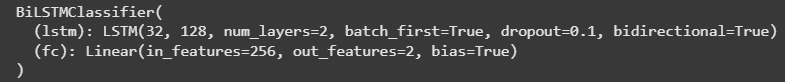 BiLSTMClassifier(
  (lstm): LSTM(32, 128, num_layers=2, batch_first=True, dropout=0.1, bidirectional=True)
  (fc): Linear(in_features=256, out_features=2, bias=True)
)